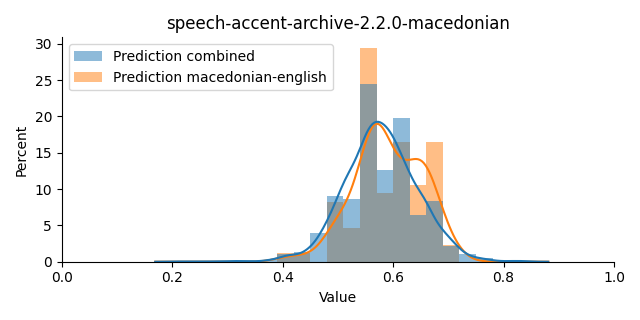 speech-accent-archive-2.2.0-macedonian
Prediction combined
Prediction macedonian-english
Percent
30
25
20
15
10
5
0
0.0 0.2 0.4 0.6 0.8 1.0
Value